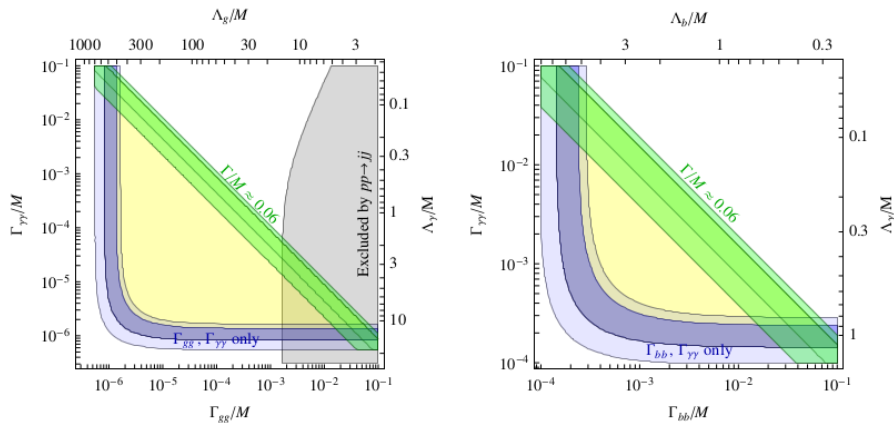 Λg/M
1000 300 100 30 10 3
10⁻¹
10⁻²
10⁻³
10⁻⁴
10⁻⁵
10⁻⁶
Γγγ/M
0.1
0.3
1
3
10
Λγ/M
Γ/M ≈ 0.06
Excluded by pp→jj
Γgg , Γγγ only
10⁻⁶ 10⁻⁵ 10⁻⁴ 10⁻³ 10⁻² 10⁻¹
Γgg/M
Λb/M
3 1 0.3
10⁻¹
10⁻²
10⁻³
10⁻⁴
Γγγ/M
0.1
0.3
1
Λγ/M
Γ/M ≈ 0.06
Γbb , Γγγ only
10⁻⁴ 10⁻³ 10⁻² 10⁻¹
Γbb/M